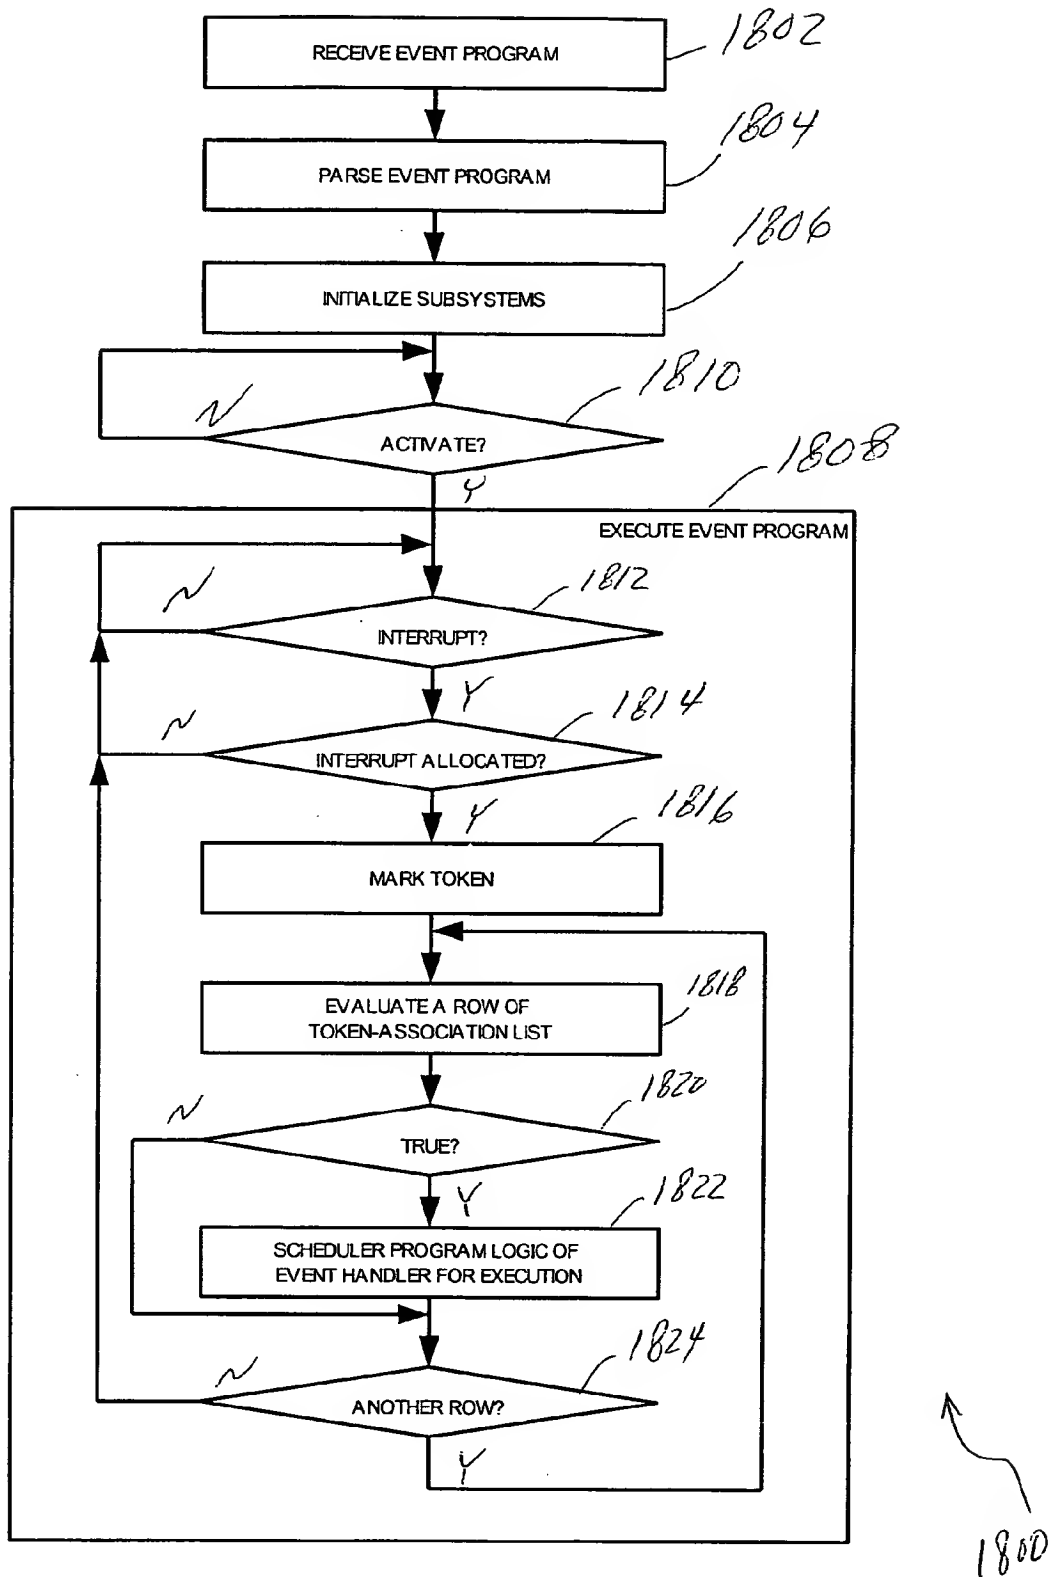 RECEIVE EVENT PROGRAM
1802
PARSE EVENT PROGRAM
1804
INITIALIZE SUBSYSTEMS
1806
ACTIVATE?
1810
N
Y
1808
EXECUTE EVENT PROGRAM
INTERRUPT?
1812
N
Y
INTERRUPT ALLOCATED?
1814
N
Y
MARK TOKEN
1816
EVALUATE A ROW OF
TOKEN-ASSOCIATION LIST
1818
TRUE?
1820
N
Y
SCHEDULER PROGRAM LOGIC OF
EVENT HANDLER FOR EXECUTION
1822
ANOTHER ROW?
1824
N
Y
1800